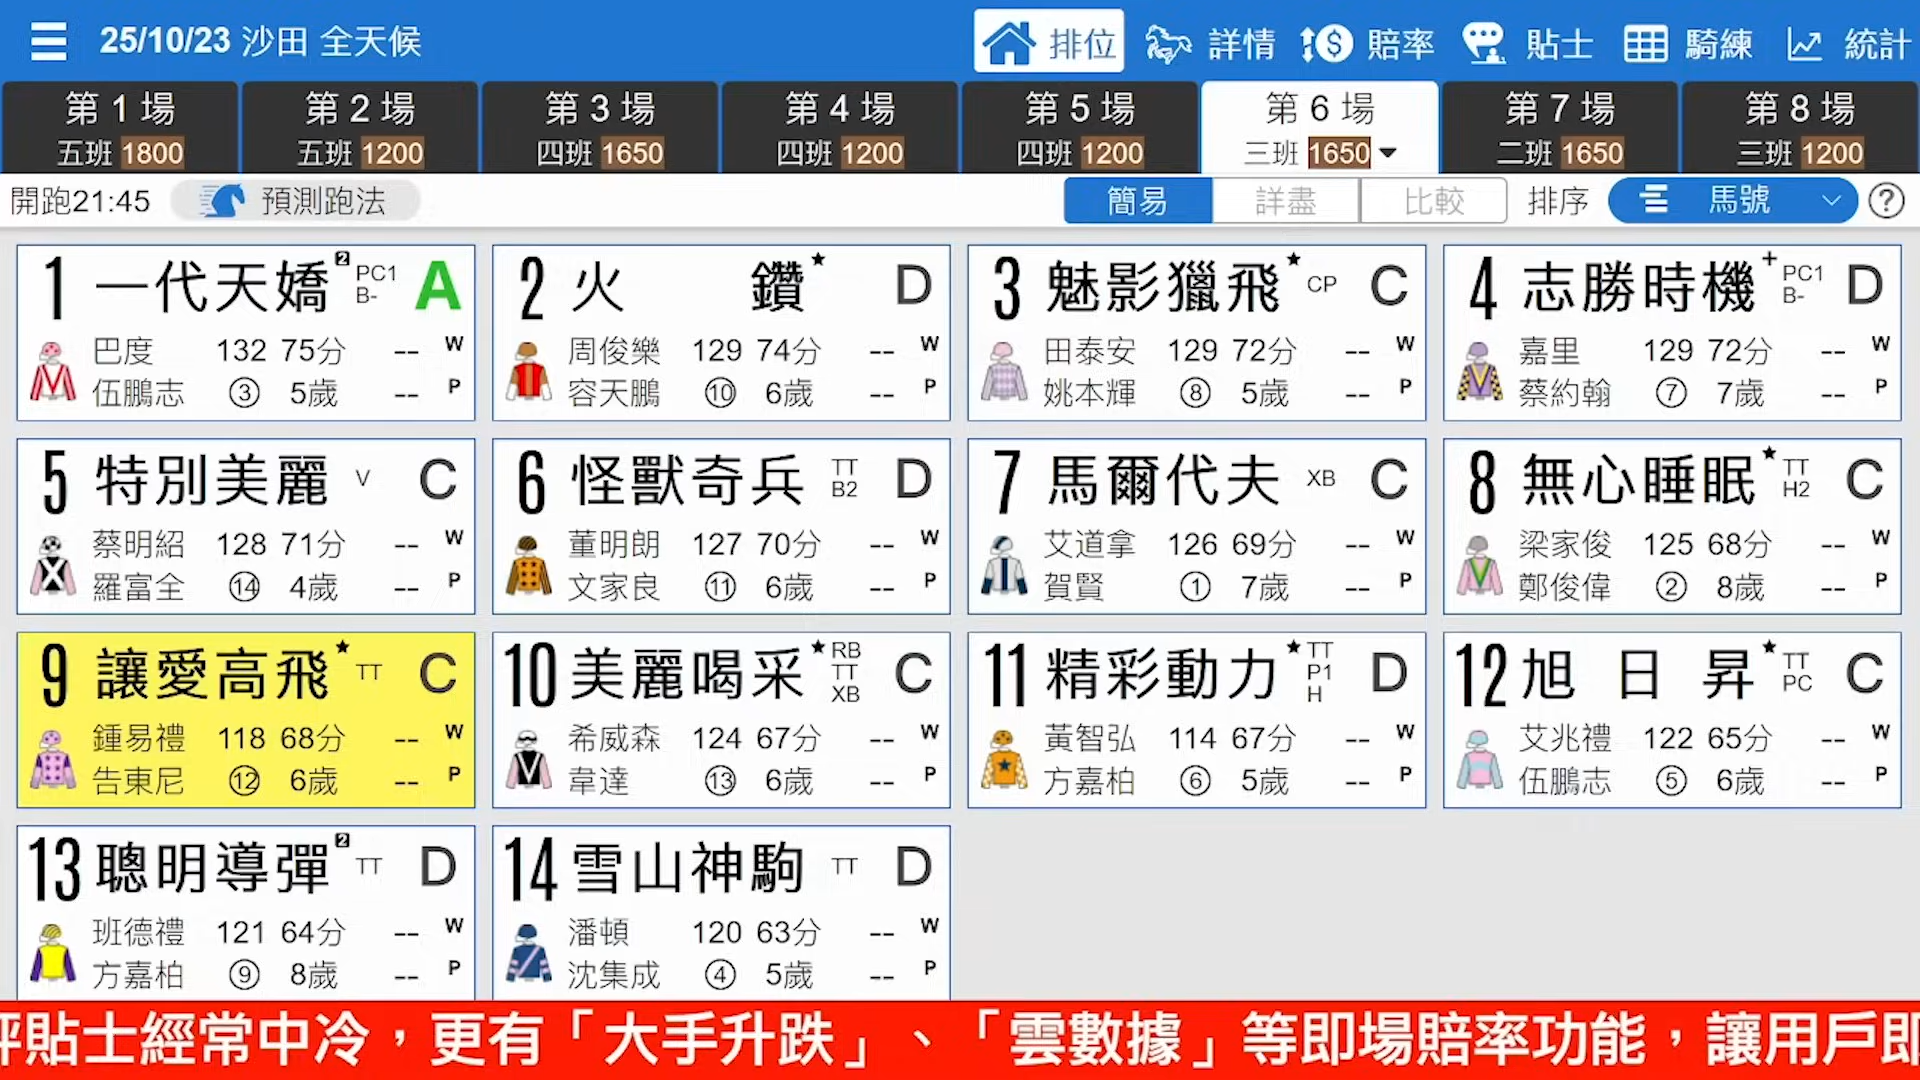 25/10/23 沙田 全天候 排位 詳情 賠率 貼士 騎練 統計
第 1 場 第 2 場 第 3 場 第 4 場 第 5 場 第 6 場 第 7 場 第 8 場
五班 1800 五班 1200 四班 1650 四班 1200 四班 1200 三班 1650 二班 1650 三班 1200
開跑21:45 預測跑法 簡易 詳盡 比較 排序 馬號 ?
1 一代天嬌 2 PC1 B- A
巴度 132 75分 -- W
伍鵬志 3 5歲 -- P
2 火鑽 ★ D
周俊樂 129 74分 -- W
容天鵬 10 6歲 -- P
3 魅影獵飛 ★ CP C
田泰安 129 72分 -- W
姚本輝 8 5歲 -- P
4 志勝時機 + PC1 B- D
嘉里 129 72分 -- W
蔡約翰 7 7歲 -- P
5 特別美麗 V C
蔡明紹 128 71分 -- W
羅富全 14 4歲 -- P
6 怪獸奇兵 TT B2 D
董明朗 127 70分 -- W
文家良 11 6歲 -- P
7 馬爾代夫 XB C
艾道拿 126 69分 -- W
賀賢 1 7歲 -- P
8 無心睡眠 ★ TT H2 C
梁家俊 125 68分 -- W
鄭俊偉 2 8歲 -- P
9 讓愛高飛 ★ TT C
鍾易禮 118 68分 -- W
告東尼 12 6歲 -- P
10 美麗喝采 ★ RB TT XB C
希威森 124 67分 -- W
韋達 13 6歲 -- P
11 精彩動力 ★ TT P1 H D
黃智弘 114 67分 -- W
方嘉柏 6 5歲 -- P
12 旭日昇 ★ TT PC C
艾兆禮 122 65分 -- W
伍鵬志 5 6歲 -- P
13 聰明導彈 2 TT D
班德禮 121 64分 -- W
方嘉柏 9 8歲 -- P
14 雪山神駒 TT D
潘頓 120 63分 -- W
沈集成 4 5歲 -- P
評貼士經常中冷，更有「大手升跌」、「雲數據」等即場賠率功能，讓用戶即